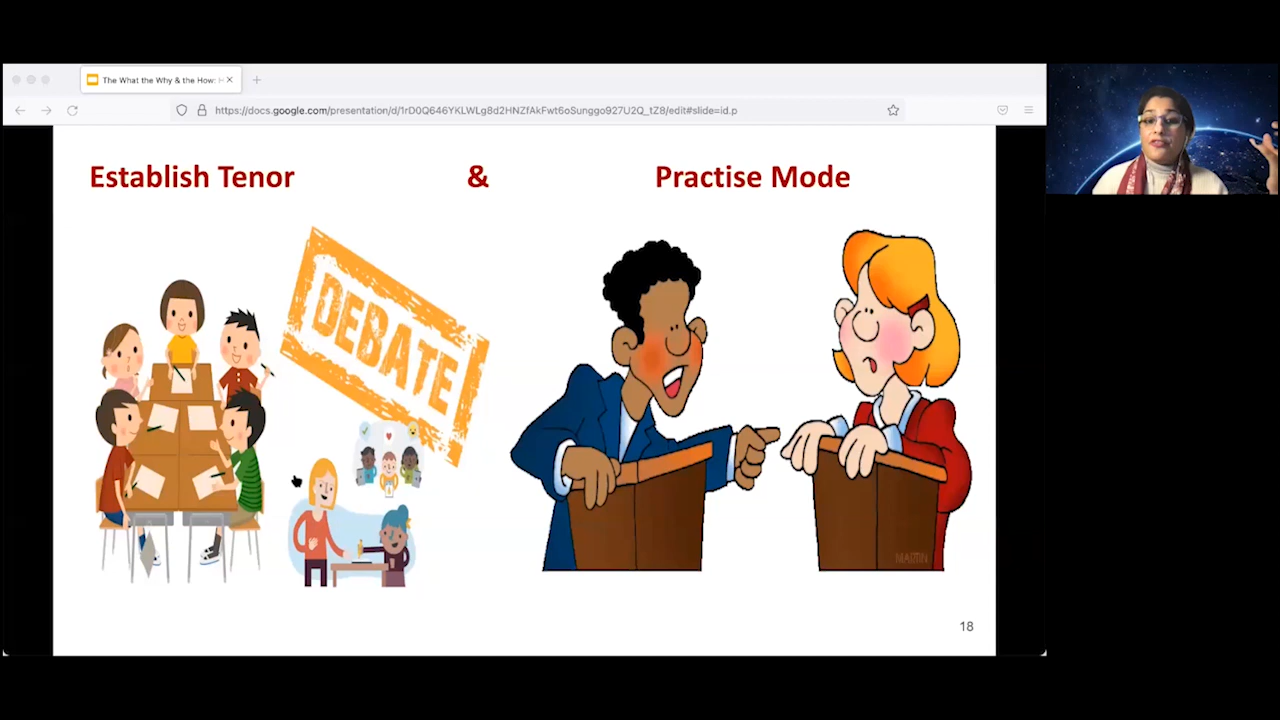 The What the Why & the How: H
https://docs.google.com/presentation/d/1rD0Q646YKLWLg8d2HNZfAkFwt6oSunggo927U2Q_tZ8/edit#slide=id.p
Establish Tenor & Practise Mode
DEBATE
MARTIN
18